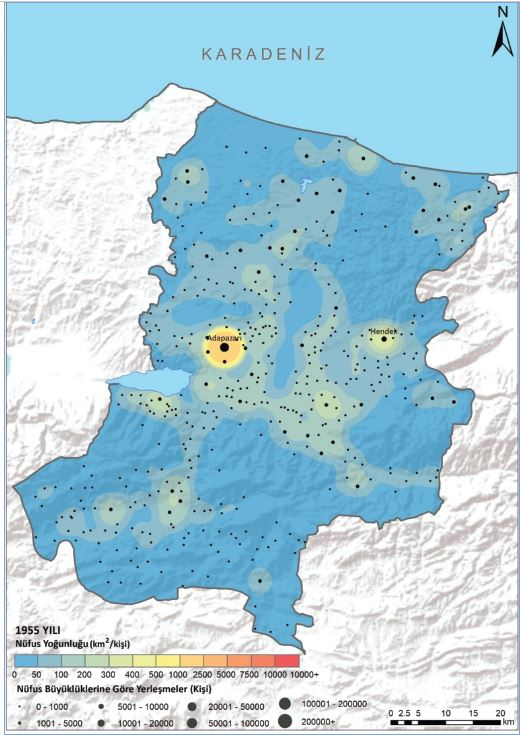 N
KARADENİZ
Adapazarı
Hendek
1955 YILI
Nüfus Yoğunluğu (km²/kişi)
0 50 100 200 300 400 500 1000 2500 5000 7500 10000 10000+
Nüfus Büyüklüklerine Göre Yerleşmeler (Kişi)
0 - 1000 5001 - 10000 20001 - 50000 100001 - 200000
1001 - 5000 10001 - 20000 50001 - 100000 200000+
0 2.5 5 10 15 20
km